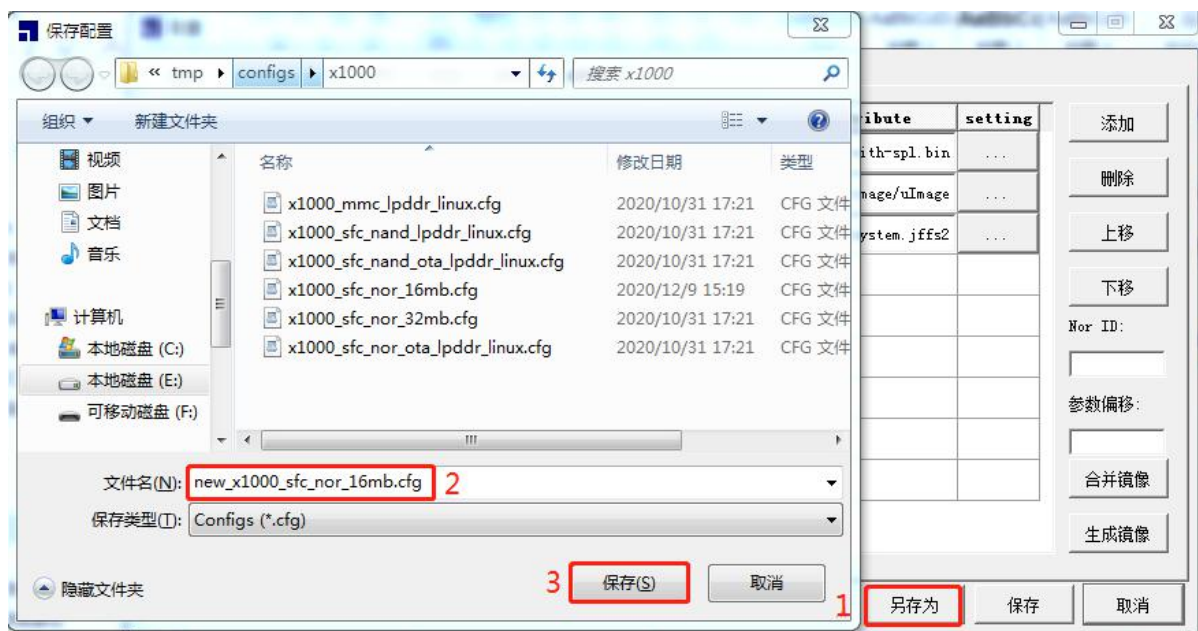 保存配置
« tmp ▸ configs ▸ x1000
搜索 x1000
组织 ▼ 新建文件夹
视频
图片
文档
音乐
计算机
本地磁盘 (C:)
本地磁盘 (E:)
可移动磁盘 (F:)
名称 修改日期 类型
x1000_mmc_lpddr_linux.cfg 2020/10/31 17:21 CFG 文件
x1000_sfc_nand_lpddr_linux.cfg 2020/10/31 17:21 CFG 文件
x1000_sfc_nand_ota_lpddr_linux.cfg 2020/10/31 17:21 CFG 文件
x1000_sfc_nor_16mb.cfg 2020/12/9 15:19 CFG 文件
x1000_sfc_nor_32mb.cfg 2020/10/31 17:21 CFG 文件
x1000_sfc_nor_ota_lpddr_linux.cfg 2020/10/31 17:21 CFG 文件
文件名(N): new_x1000_sfc_nor_16mb.cfg 2
保存类型(T): Configs (*.cfg)
隐藏文件夹
3 保存(S) 取消
ibute setting
ith-spl.bin ...
mage/uImage ...
ystem.jffs2 ...
添加
删除
上移
下移
Nor ID:
参数偏移:
合并镜像
生成镜像
1 另存为 保存 取消